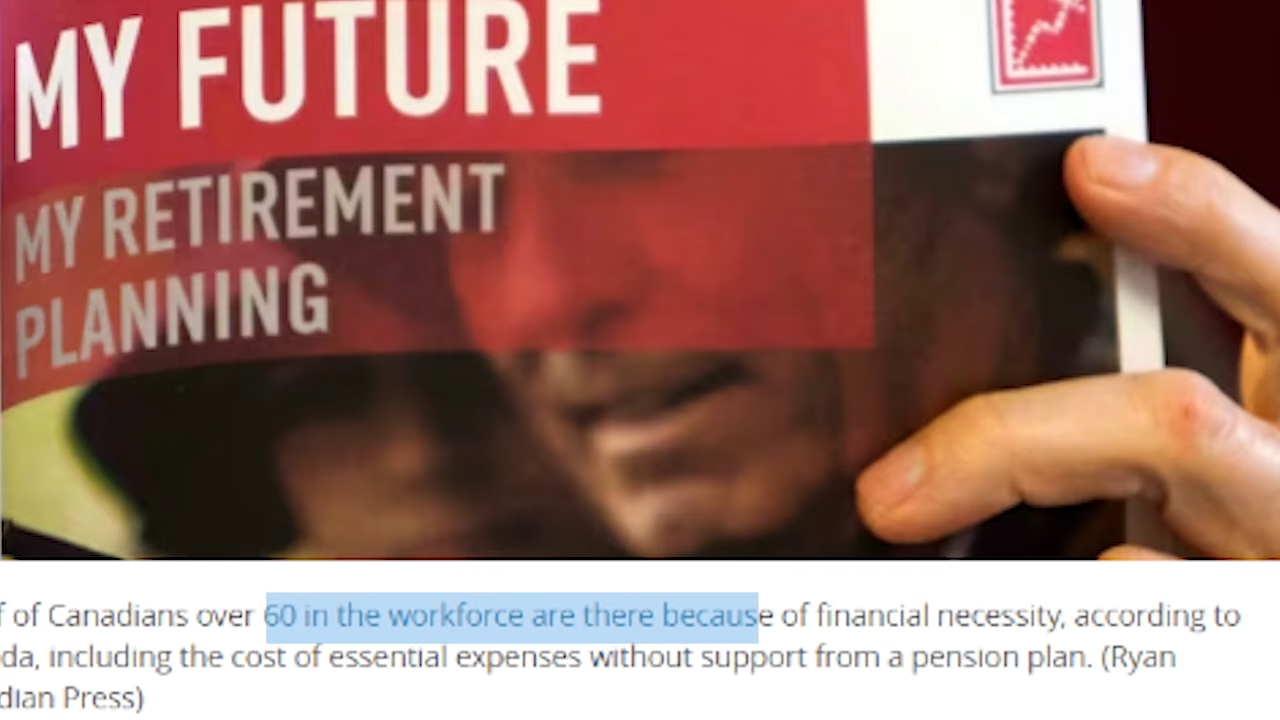 MY FUTURE
MY RETIREMENT
PLANNING
f of Canadians over 60 in the workforce are there because of financial necessity, according to
da, including the cost of essential expenses without support from a pension plan. (Ryan
dian Press)